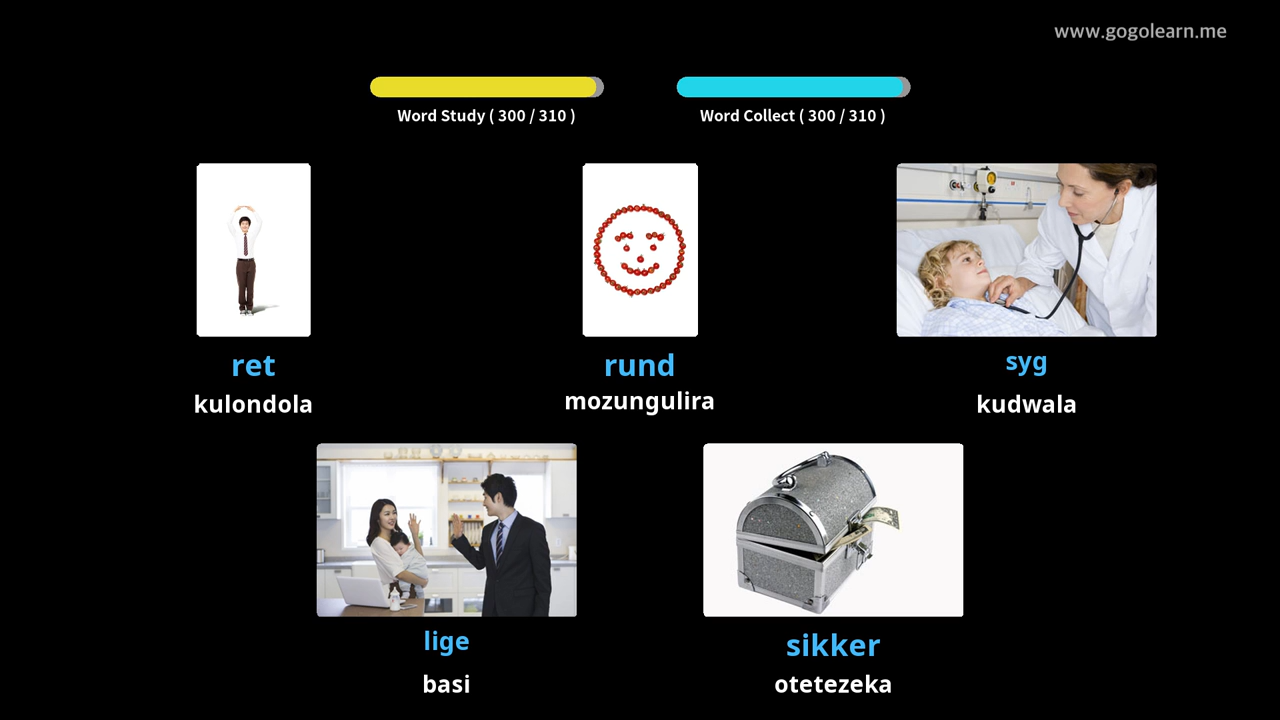 www.gogolearn.me
Word Study ( 300 / 310 )
Word Collect ( 300 / 310 )
ret
kulondola
rund
mozungulira
syg
kudwala
lige
basi
sikker
otetezeka